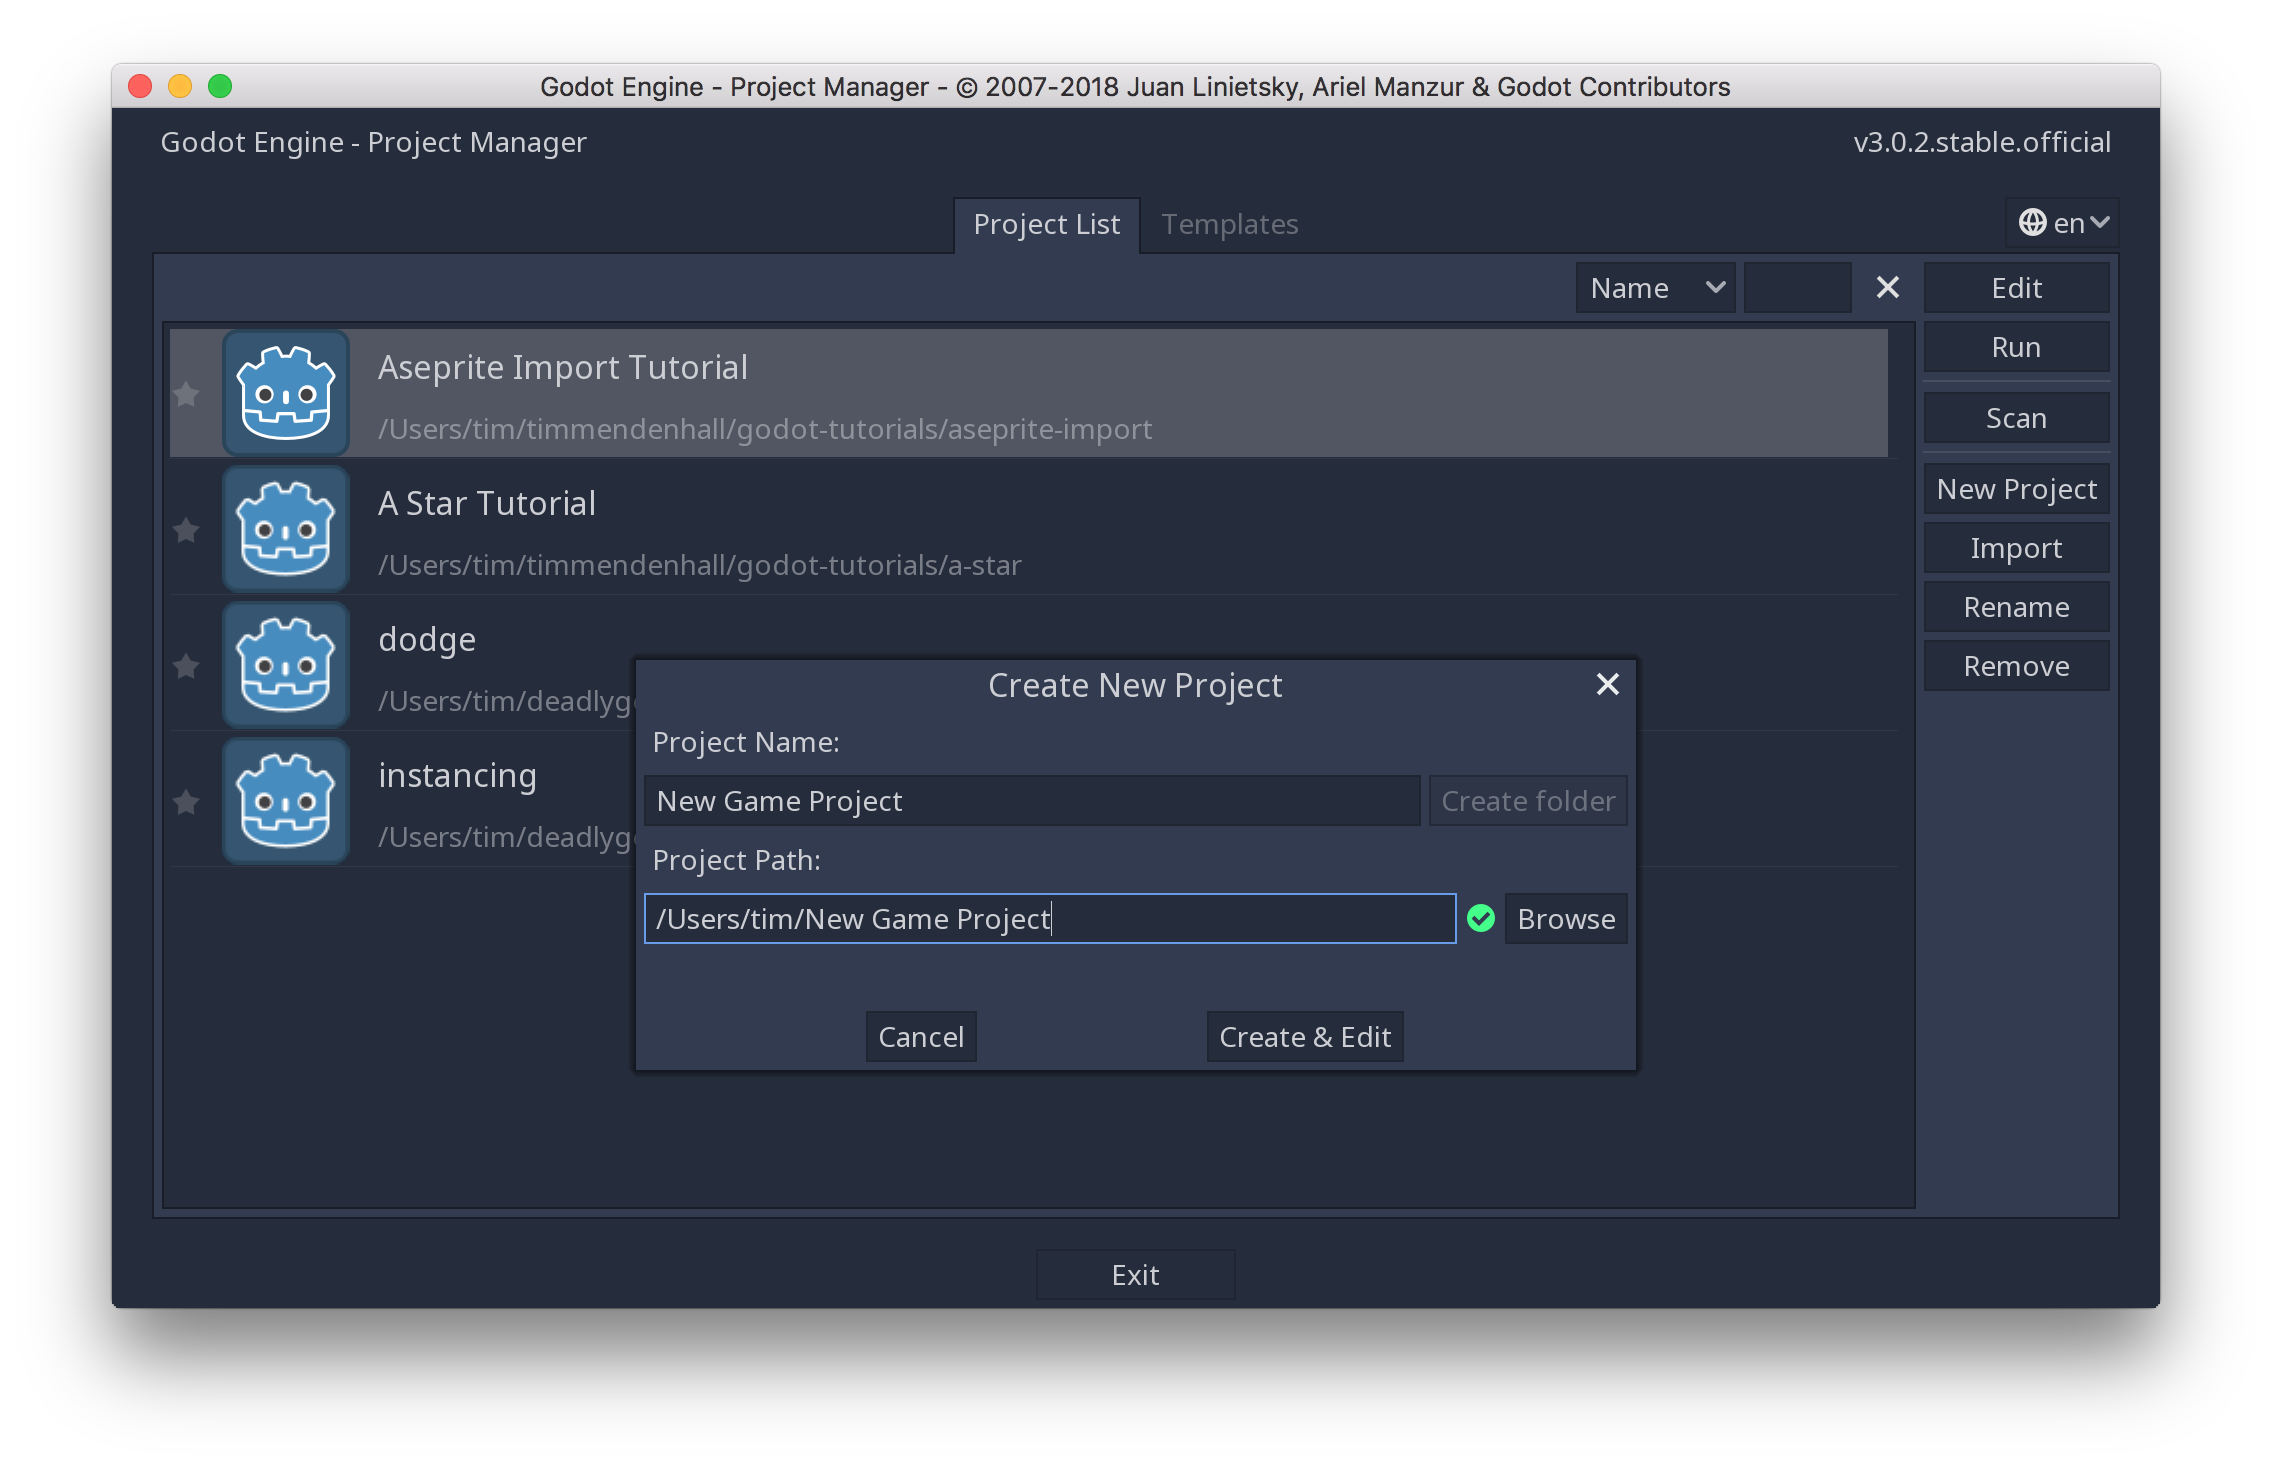 Godot Engine - Project Manager - © 2007-2018 Juan Linietsky, Ariel Manzur & Godot Contributors
Godot Engine - Project Manager
v3.0.2.stable.official
Project List
Templates
en
Name
Edit
Run
Scan
New Project
Import
Rename
Remove
Aseprite Import Tutorial
/Users/tim/timmendenhall/godot-tutorials/aseprite-import
A Star Tutorial
/Users/tim/timmendenhall/godot-tutorials/a-star
dodge
/Users/tim/deadlyg
instancing
/Users/tim/deadlyg
Create New Project
Project Name:
New Game Project
Create folder
Project Path:
/Users/tim/New Game Project
Browse
Cancel
Create & Edit
Exit